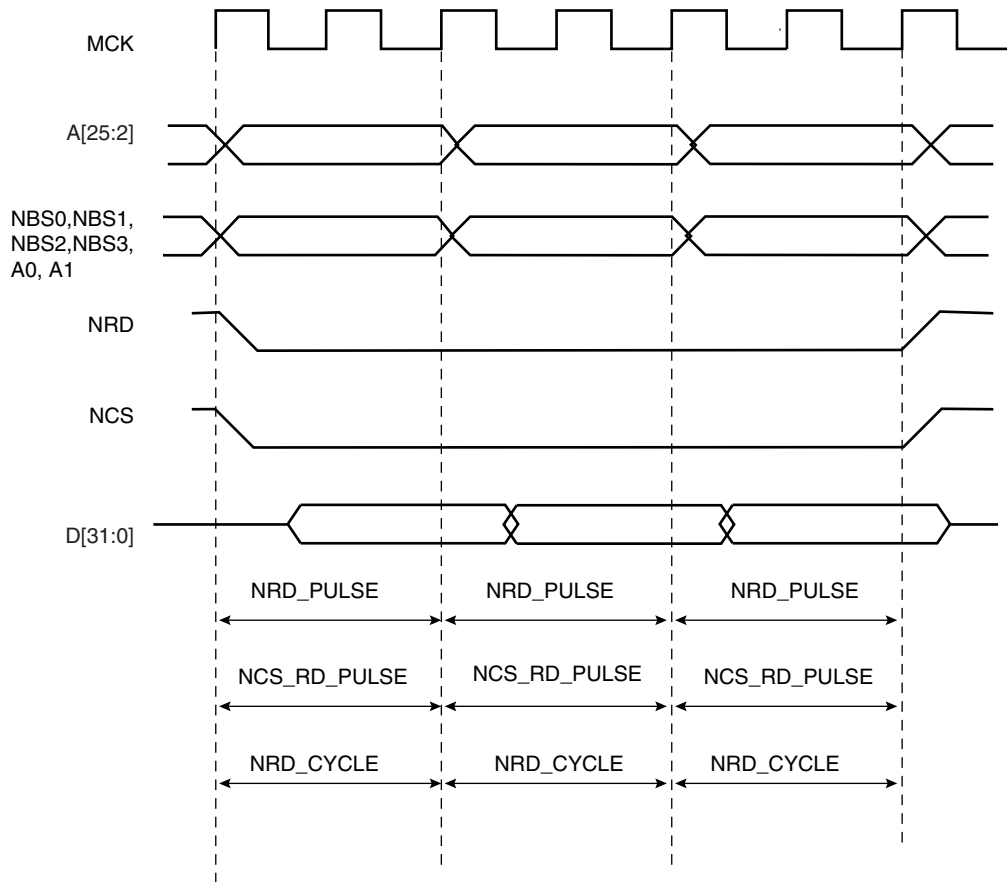 MCK
A[25:2]
NBS0,NBS1,
NBS2,NBS3,
A0, A1
NRD
NCS
D[31:0]
NRD_PULSE NRD_PULSE NRD_PULSE
NCS_RD_PULSE NCS_RD_PULSE NCS_RD_PULSE
NRD_CYCLE NRD_CYCLE NRD_CYCLE